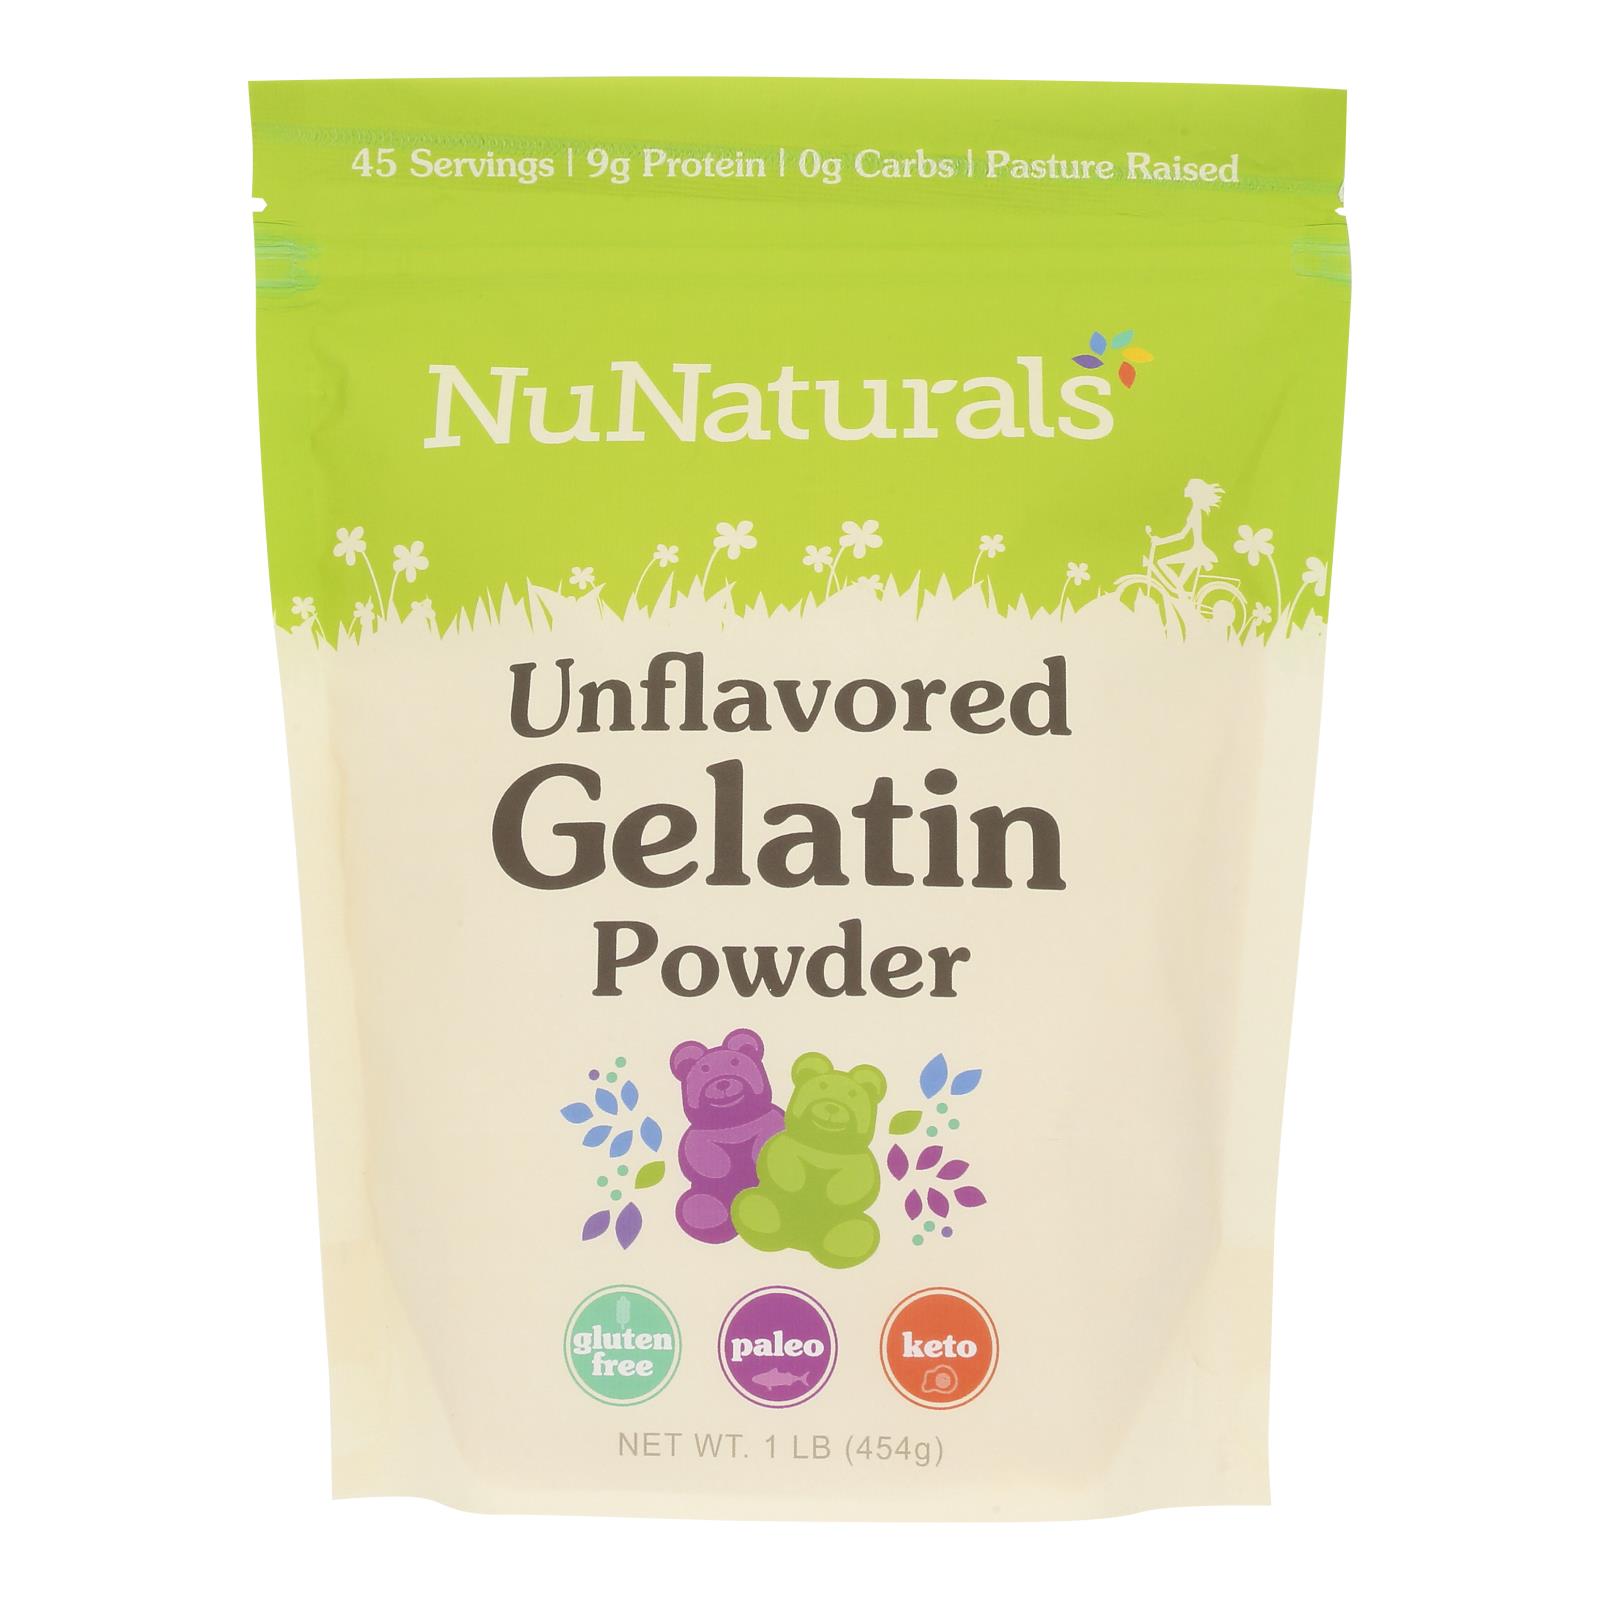 45 Servings | 9g Protein | 0g Carbs | Pasture Raised
NuNaturals
Unflavored
Gelatin
Powder
gluten
free
paleo
keto
NET WT. 1 LB (454g)